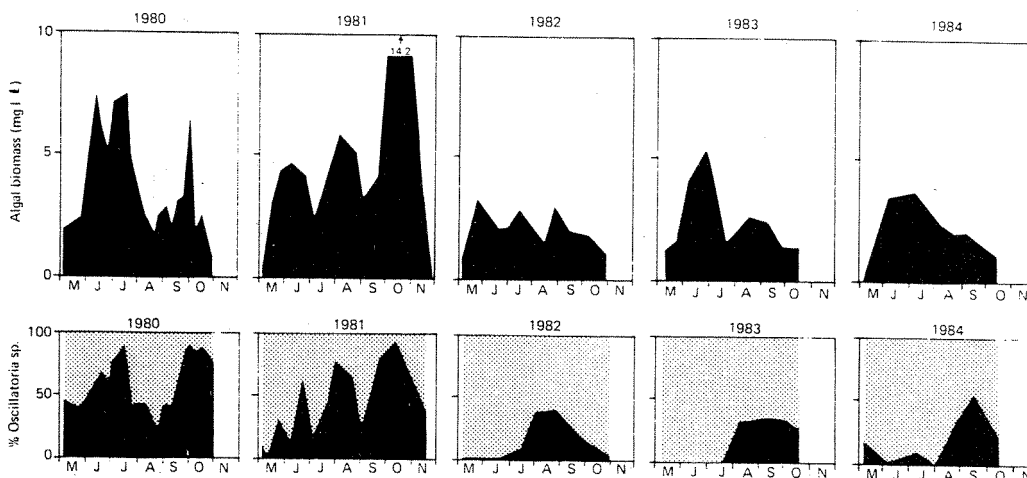 1980 1981 1982 1983 1984
10
14.2
Algal biomass (mg l
5
0
M J J A S O N M J J A S O N M J J A S O N M J J A S O N M J J A S O N
1980 1981 1982 1983 1984
100
% Oscillatoria sp.
50
0
M J J A S O N M J J A S O N M J J A S O N M J J A S O N M J J A S O N